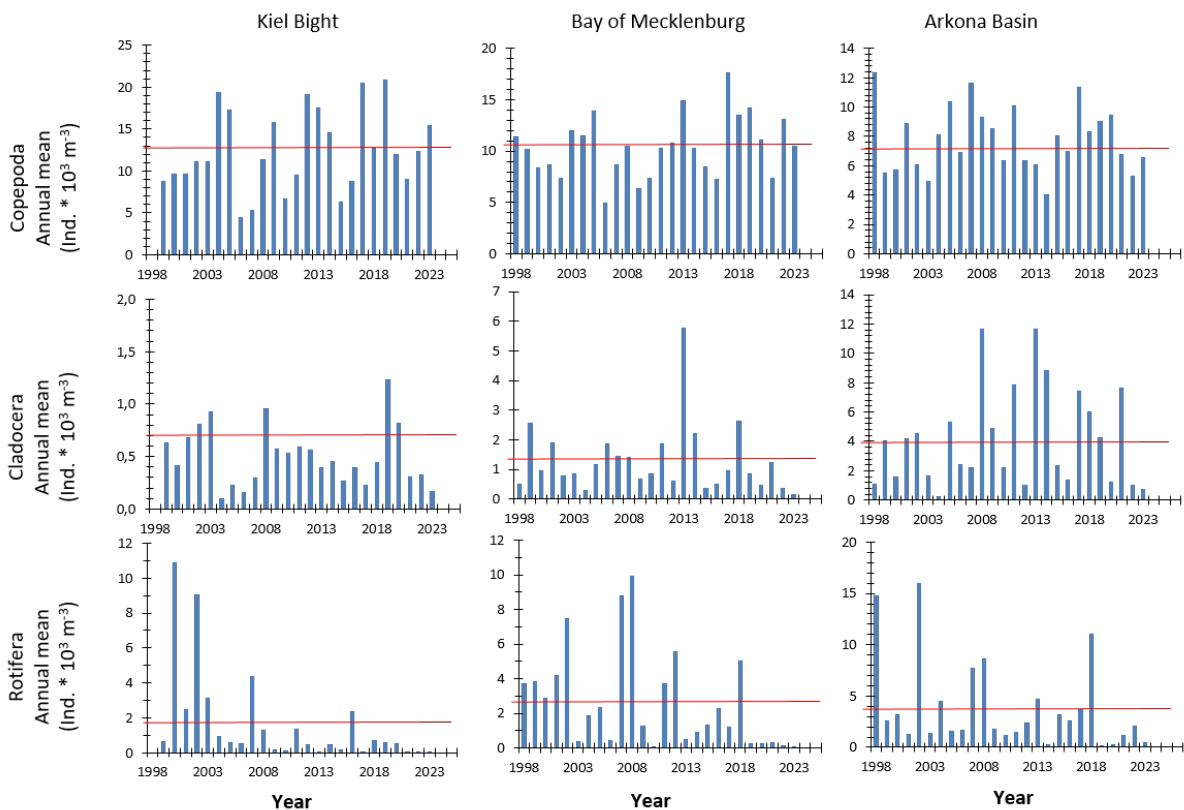 Kiel Bight
Bay of Mecklenburg
Arkona Basin
Copepoda
Annual mean
(Ind. * 10³ m⁻³)
25
20
15
10
5
0
1998 2003 2008 2013 2018 2023
20
15
10
5
0
1998 2003 2008 2013 2018 2023
14
12
10
8
6
4
2
0
1998 2003 2008 2013 2018 2023
Cladocera
Annual mean
(Ind. * 10³ m⁻³)
2,0
1,5
1,0
0,5
0,0
1998 2003 2008 2013 2018 2023
7
6
5
4
3
2
1
0
1998 2003 2008 2013 2018 2023
14
12
10
8
6
4
2
0
1998 2003 2008 2013 2018 2023
Rotifera
Annual mean
(Ind. * 10³ m⁻³)
12
10
8
6
4
2
0
1998 2003 2008 2013 2018 2023
Year
12
10
8
6
4
2
0
1998 2003 2008 2013 2018 2023
Year
20
15
10
5
0
1998 2003 2008 2013 2018 2023
Year